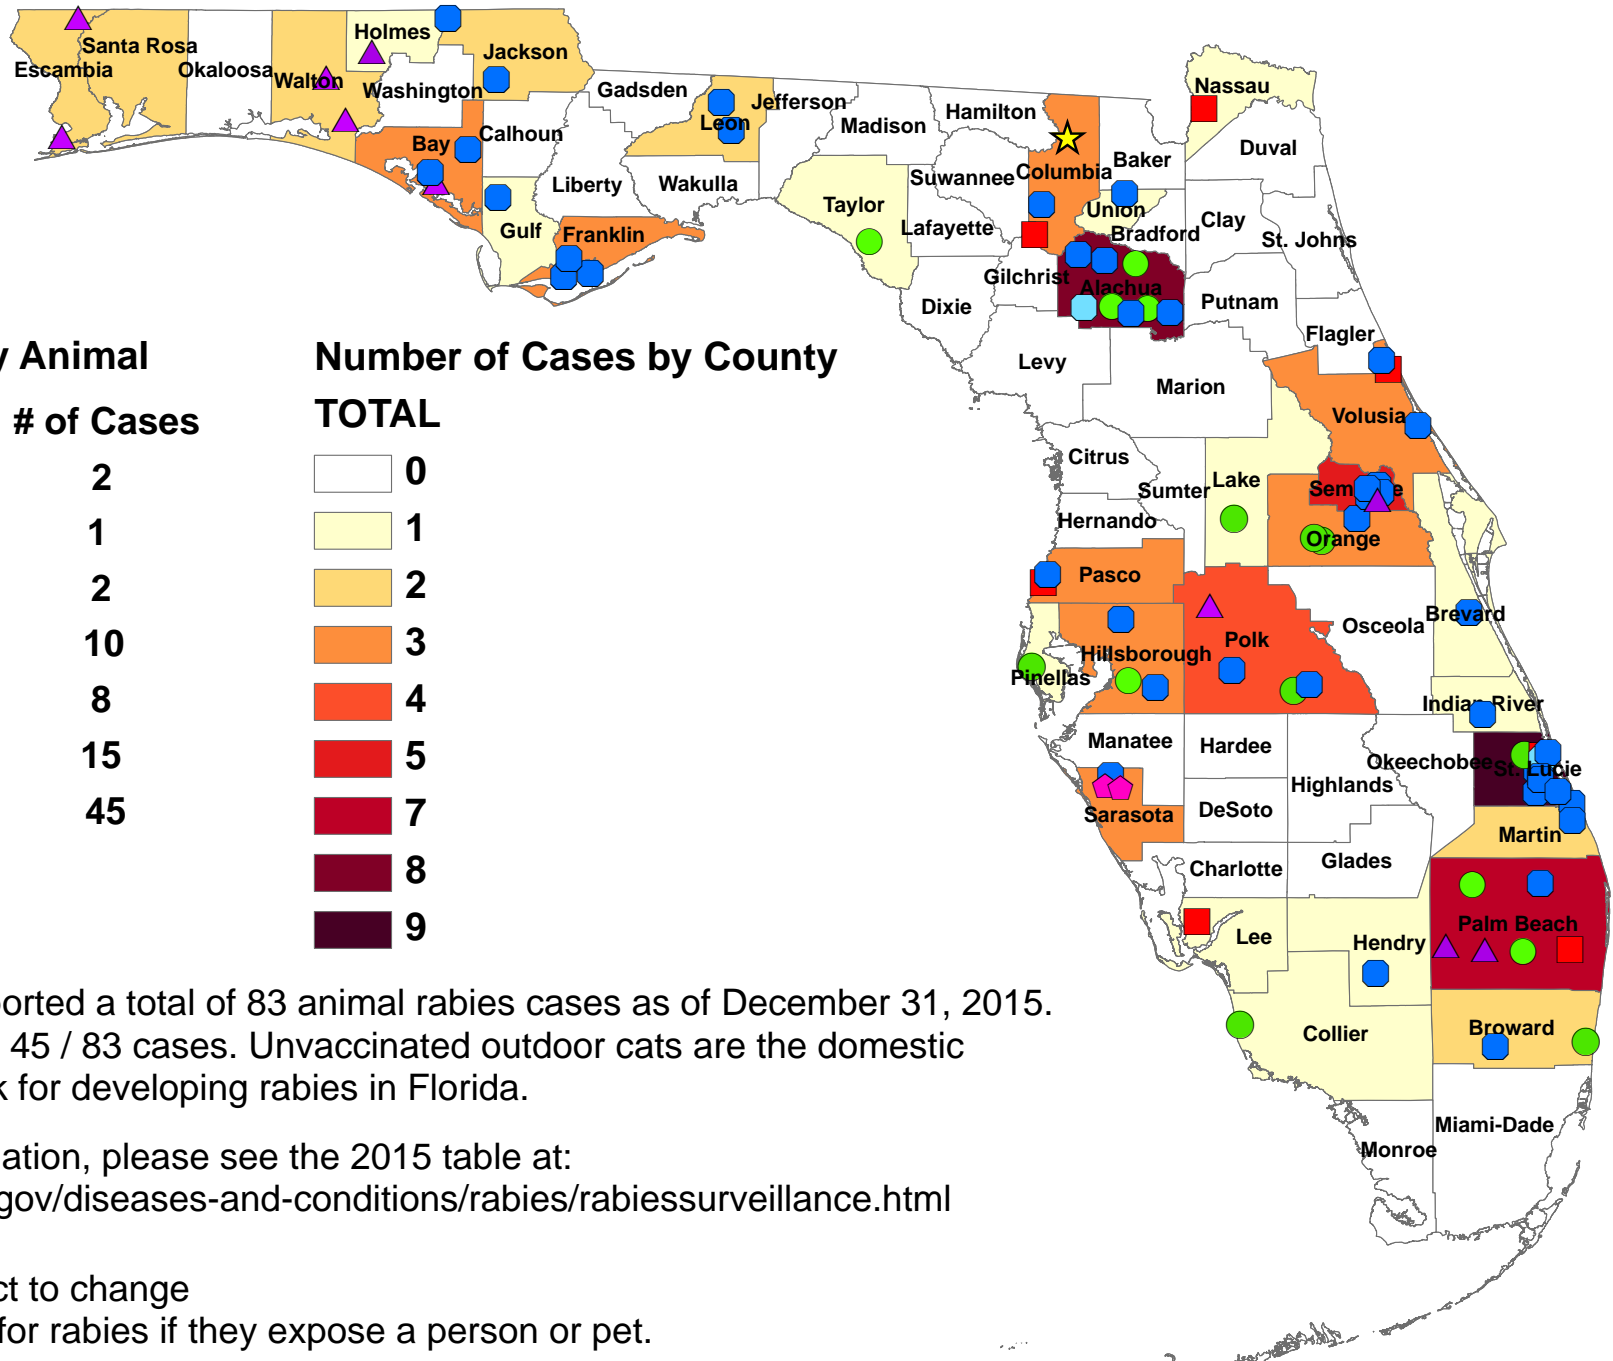 Holmes
Jackson
Santa Rosa
Escambia
Okaloosa
Walton
Washington
Gadsden
Jefferson
Leon
Madison
Hamilton
Nassau
Bay
Calhoun
Liberty
Wakulla
Suwannee
Columbia
Baker
Duval
Taylor
Lafayette
Union
Bradford
Clay
St. Johns
Gulf
Franklin
Gilchrist
Alachua
Dixie
Putnam
Flagler
Levy
Marion
Volusia
Citrus
Sumter
Lake
Hernando
Orange
Pasco
Polk
Osceola
Brevard
Hillsborough
Pinellas
Indian River
Manatee
Hardee
Okeechobee
St. Lucie
Highlands
Sarasota
DeSoto
Martin
Charlotte
Glades
Palm Beach
Lee
Hendry
Collier
Broward
Miami-Dade
Monroe
y Animal
# of Cases
2
1
2
10
8
15
45
Number of Cases by County
TOTAL
0
1
2
3
4
5
7
8
9
orted a total of 83 animal rabies cases as of December 31, 2015.
45 / 83 cases. Unvaccinated outdoor cats are the domestic
k for developing rabies in Florida.
ation, please see the 2015 table at:
gov/diseases-and-conditions/rabies/rabiessurveillance.html
ct to change
for rabies if they expose a person or pet.